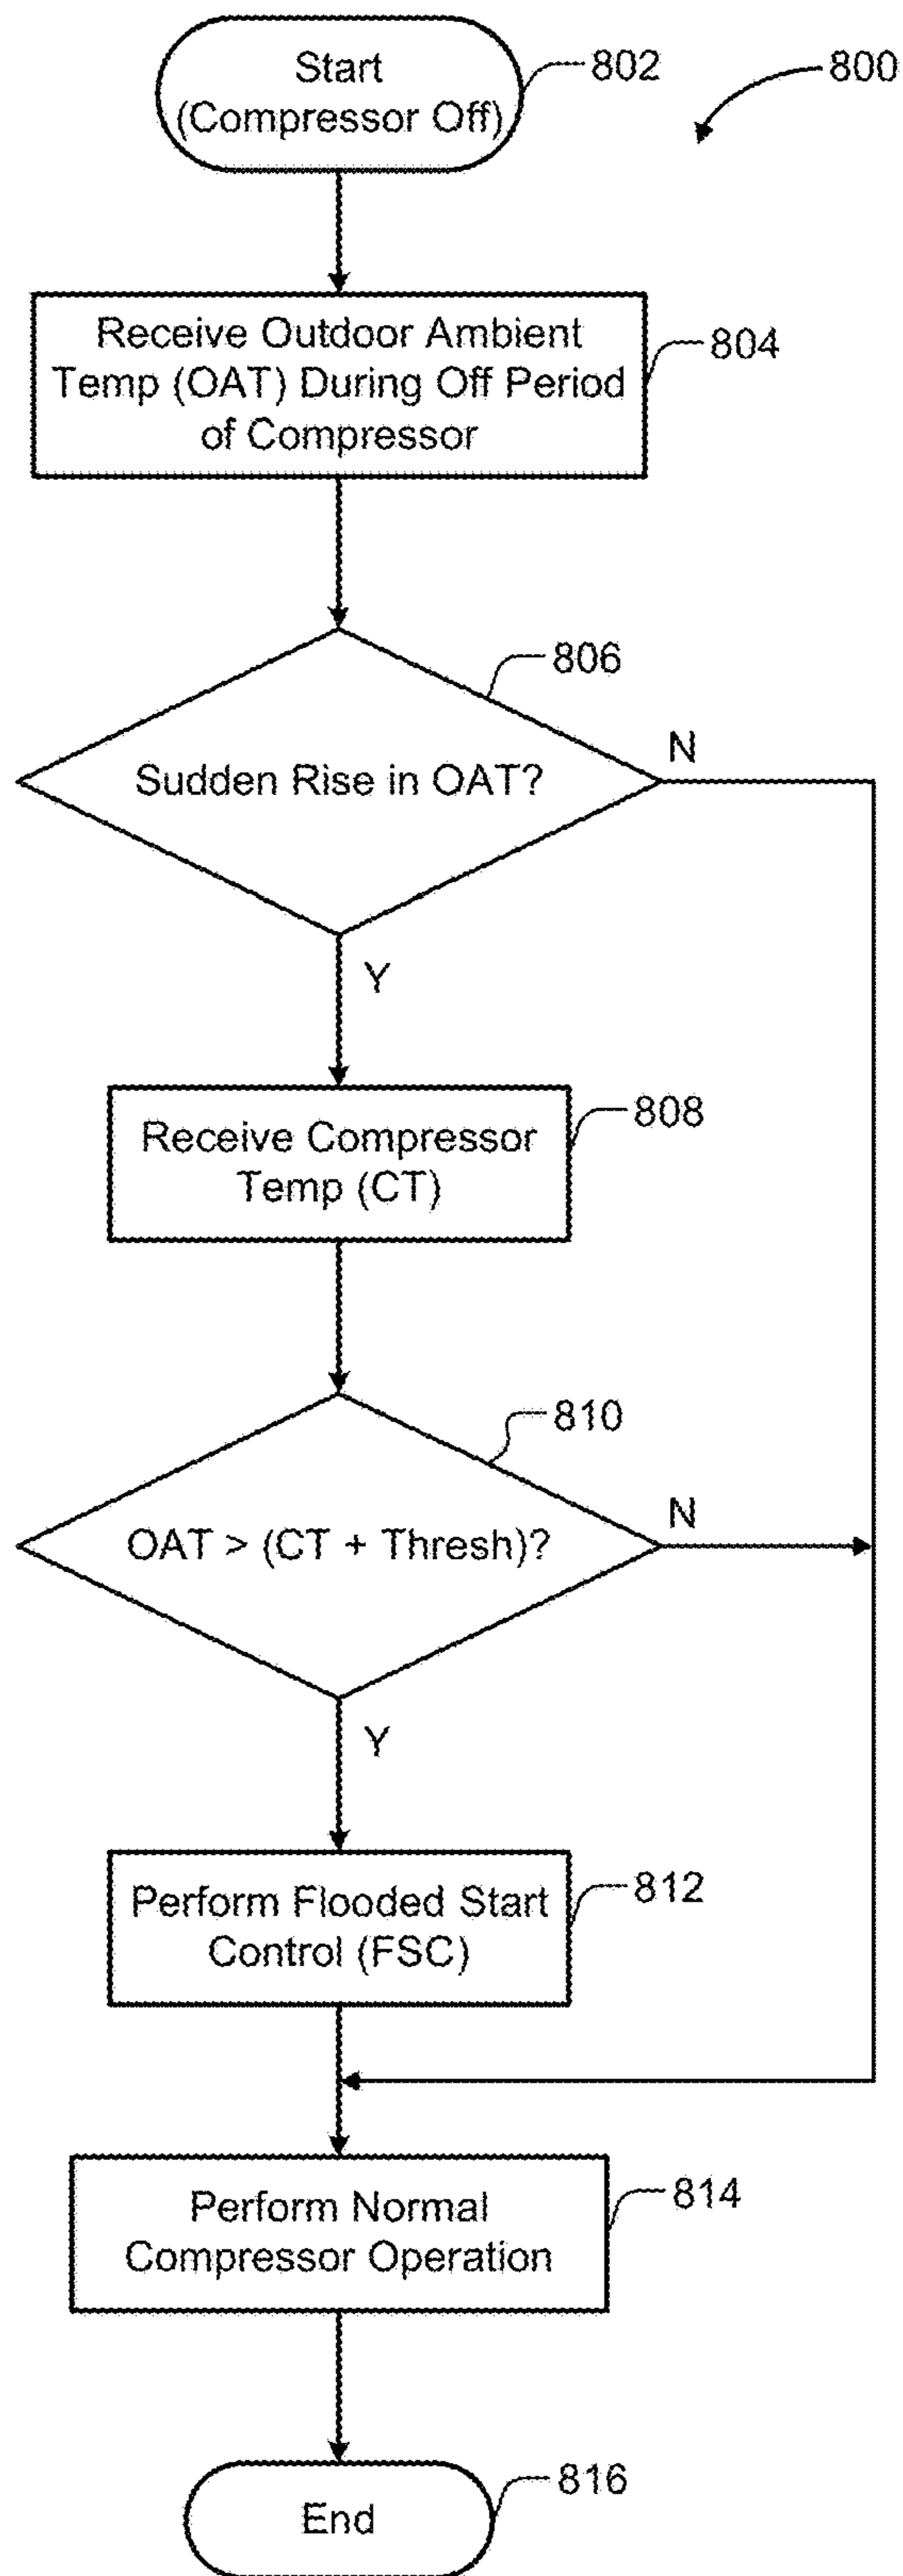 Start
(Compressor Off)
802
800
Receive Outdoor Ambient
Temp (OAT) During Off Period
of Compressor
804
806
Sudden Rise in OAT?
N
Y
Receive Compressor
Temp (CT)
808
810
OAT > (CT + Thresh)?
N
Y
Perform Flooded Start
Control (FSC)
812
Perform Normal
Compressor Operation
814
End
816